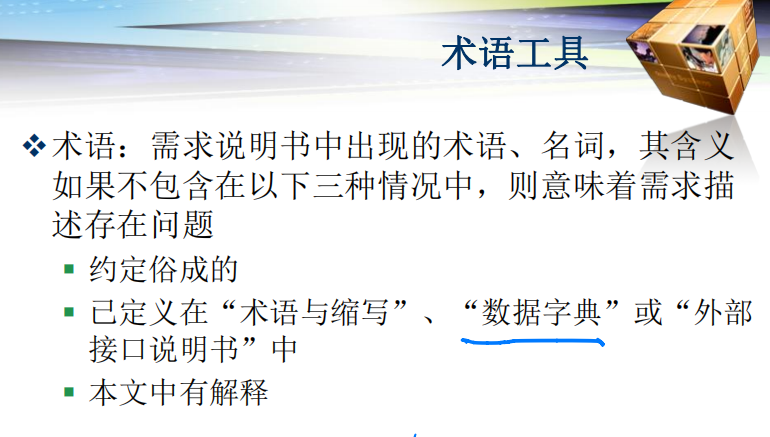 术语工具
术语：需求说明书中出现的术语、名词，其含义
如果不包含在以下三种情况中，则意味着需求描
述存在问题
约定俗成的
已定义在“术语与缩写”、“数据字典”或“外部
接口说明书”中
本文中有解释